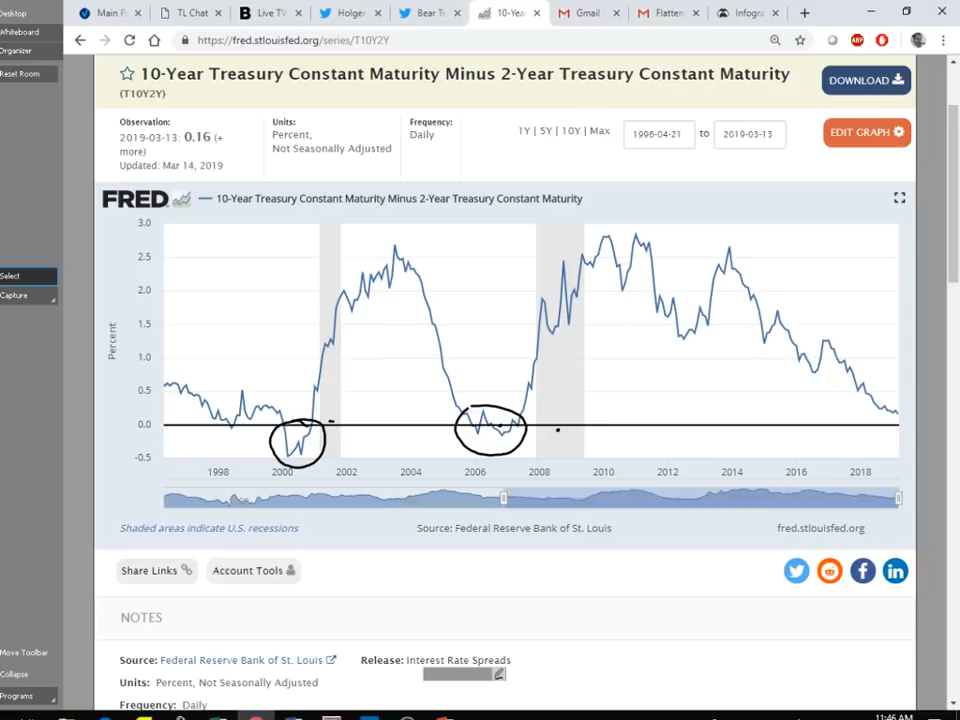 Desktop
Whiteboard
Organizer
Reset Room
Select
Capture
Move Toolbar
Collapse
Programs
Main P
TL Chat
Live TV
Holger
Bear Tr
10-Yea
Gmail -
Flatten
Infogra
https://fred.stlouisfed.org/series/T10Y2Y
ABP
10-Year Treasury Constant Maturity Minus 2-Year Treasury Constant Maturity
(T10Y2Y)
DOWNLOAD
Observation:
2019-03-13: 0.16 (+
more)
Updated: Mar 14, 2019
Units:
Percent,
Not Seasonally Adjusted
Frequency:
Daily
1Y | 5Y | 10Y | Max
1996-04-21 to 2019-03-13
EDIT GRAPH
FRED
10-Year Treasury Constant Maturity Minus 2-Year Treasury Constant Maturity
Percent
3.0
2.5
2.0
1.5
1.0
0.5
0.0
-0.5
1998 2000 2002 2004 2006 2008 2010 2012 2014 2016 2018
Shaded areas indicate U.S. recessions
Source: Federal Reserve Bank of St. Louis
fred.stlouisfed.org
Share Links
Account Tools
NOTES
Source: Federal Reserve Bank of St. Louis
Release: Interest Rate Spreads
Units: Percent, Not Seasonally Adjusted
Frequency: Daily
11:46 AM